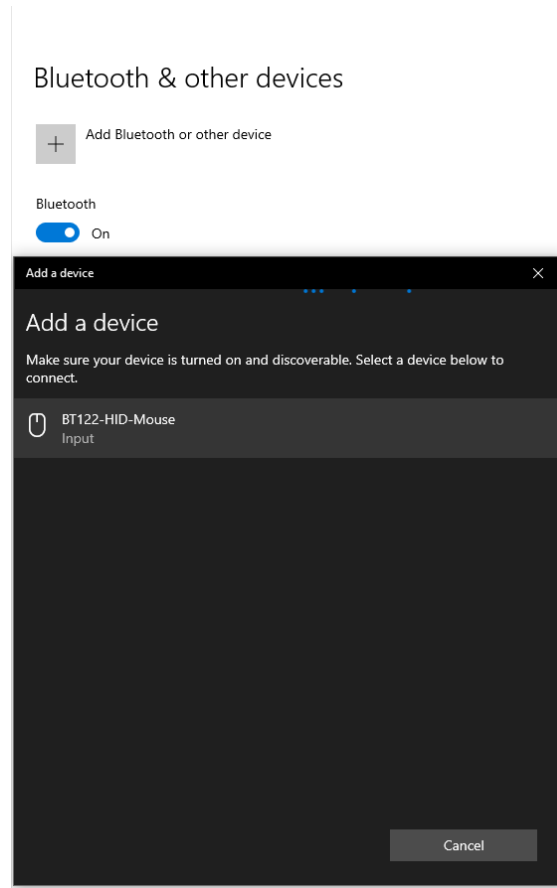 Bluetooth & other devices
Add Bluetooth or other device
Bluetooth
On
Add a device
Add a device
Make sure your device is turned on and discoverable. Select a device below to
connect.
BT122-HID-Mouse
Input
Cancel